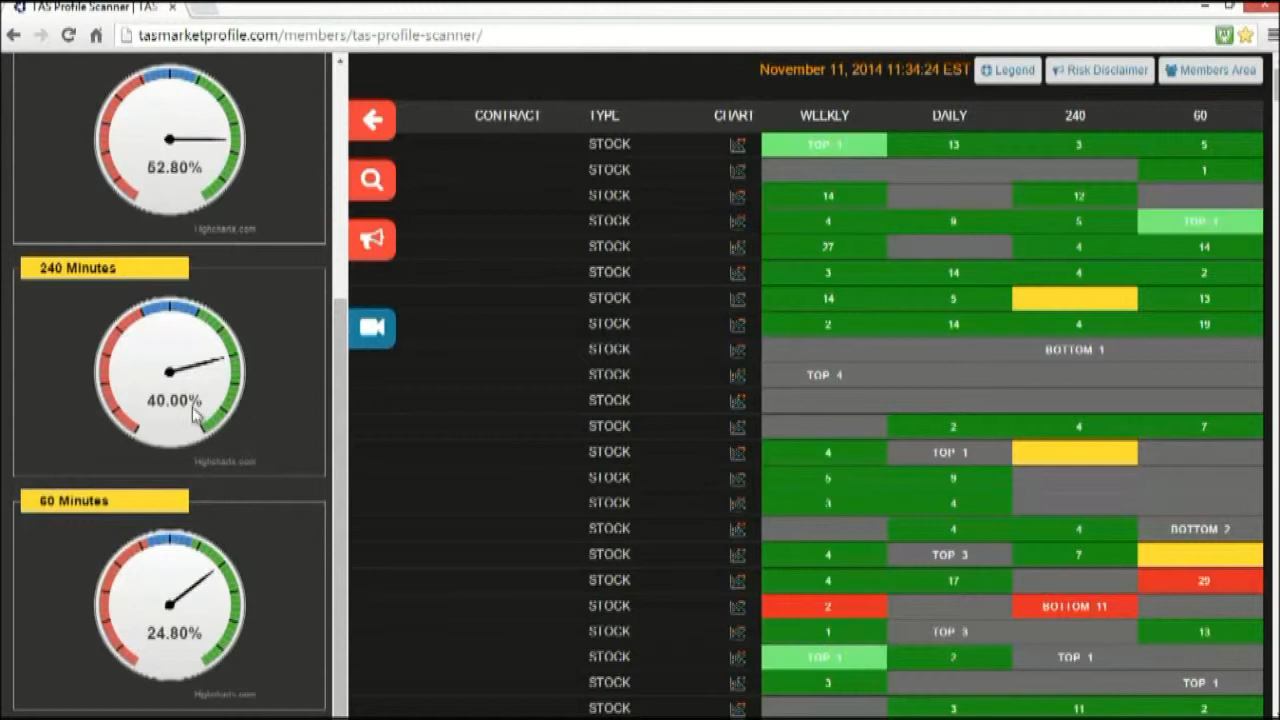 TAS Profile Scanner | TAS
tasmarketprofile.com/members/tas-profile-scanner/
November 11, 2014 11:34:24 EST Legend Risk Disclaimer Members Area
52.80%
Highcharts.com
240 Minutes
40.00%
Highcharts.com
60 Minutes
24.80%
Highcharts.com
CONTRACT TYPE CHART WEEKLY DAILY 240 60
STOCK TOP 1 13 3 5
STOCK 1
STOCK 14 12
STOCK 4 9 5 TOP 1
STOCK 27 4 14
STOCK 3 14 4 2
STOCK 14 5 13
STOCK 2 14 4 19
STOCK BOTTOM 1
STOCK TOP 4
STOCK
STOCK 2 4 7
STOCK 4 TOP 1
STOCK 5 9
STOCK 3 4
STOCK 4 4 BOTTOM 2
STOCK 4 TOP 3 7
STOCK 4 17 29
STOCK 2 BOTTOM 11
STOCK 1 TOP 3 13
STOCK TOP 1 2 TOP 1
STOCK 3 TOP 1
STOCK 3 11 2